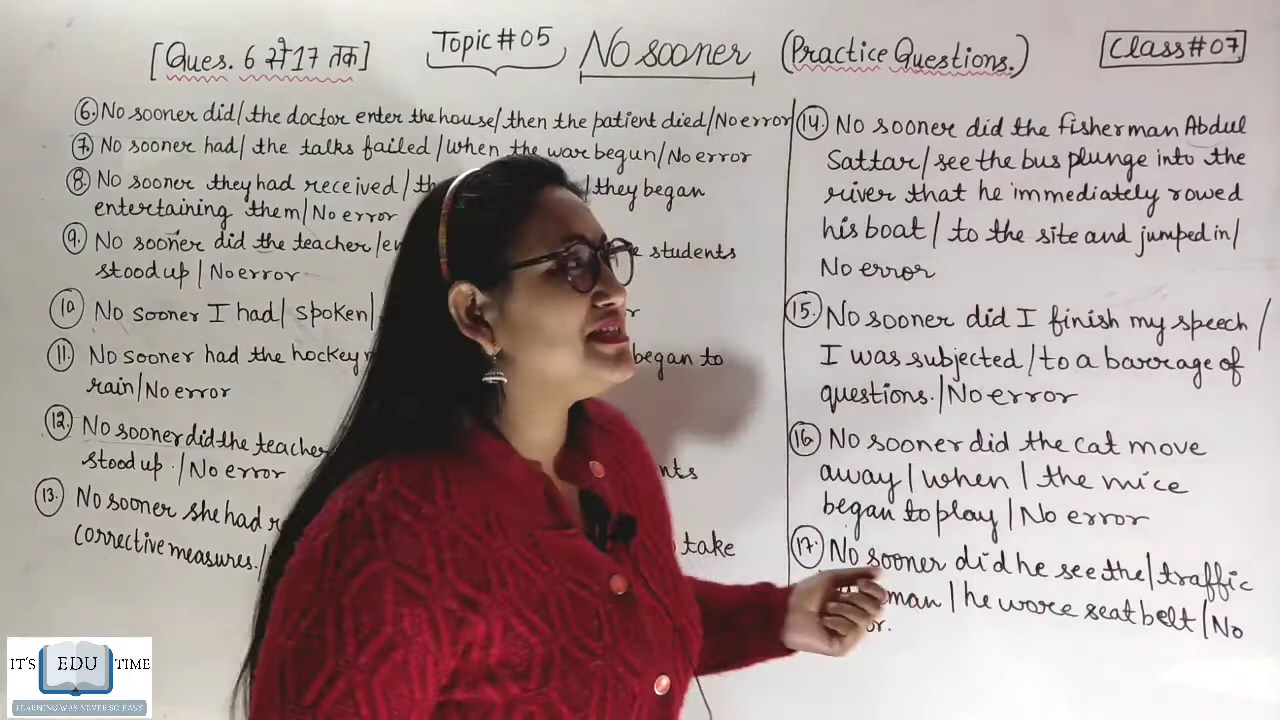 [Ques. 6 से 17 तक] Topic # 05 No sooner (Practice Questions.) Class # 07
6. No sooner did/ the doctor enter the house/ then the patient died/ No error
7. No sooner had/ the talks failed / when the war begun/ No error
8. No sooner they had received / /they began
entertaining them/ No error
9. No sooner did the teacher/ students
stood up / No error
10. No sooner I had/ spoken/
11. No sooner had the hockey began to
rain/ No error
12. No sooner did the teacher
stood up. / No error
13. No sooner she had take
corrective measures./
14. No sooner did the fisherman Abdul
Sattar/ see the bus plunge into the
river that he immediately rowed
his boat / to the site and jumped in/
No error
15. No sooner did I finish my speech /
I was subjected / to a barrage of
questions. / No error
16. No sooner did the cat move
away / when / the mice
began to play / No error
17. No sooner did he see the/ traffic
man / he wore seat belt / No
IT'S EDU TIME
LEARNING WAS NEVER SO EASY